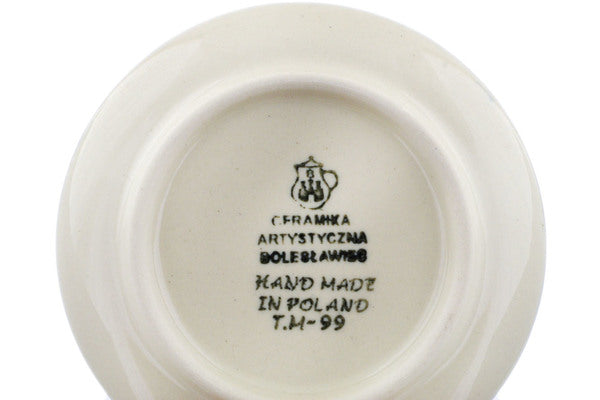 CERAMIKA
ARTYSTYCZNA
BOLESŁAWIEC
HAND MADE
IN POLAND
T.M-99